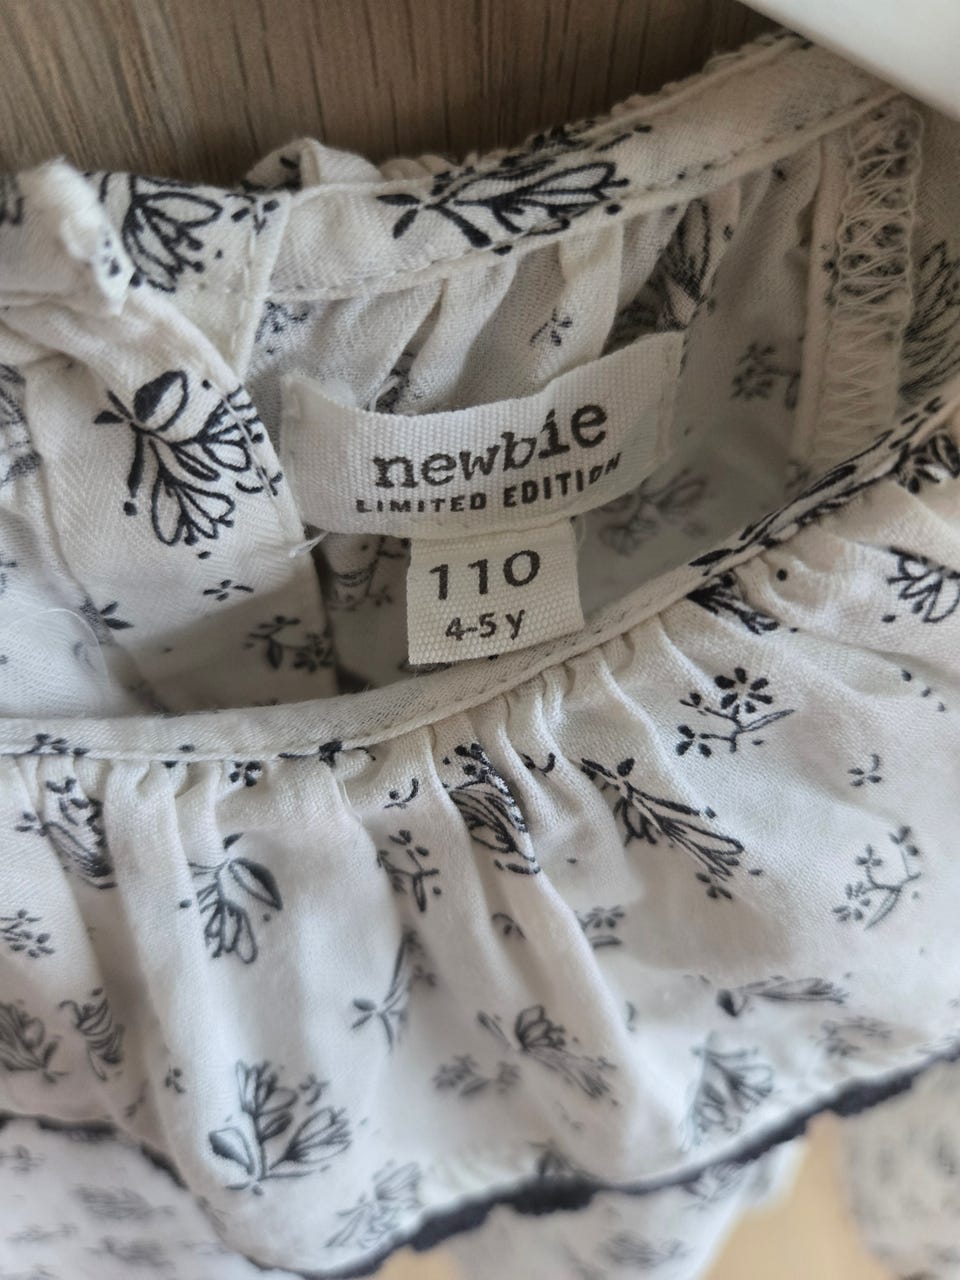 newbie
LIMITED EDITION
110
4-5 y